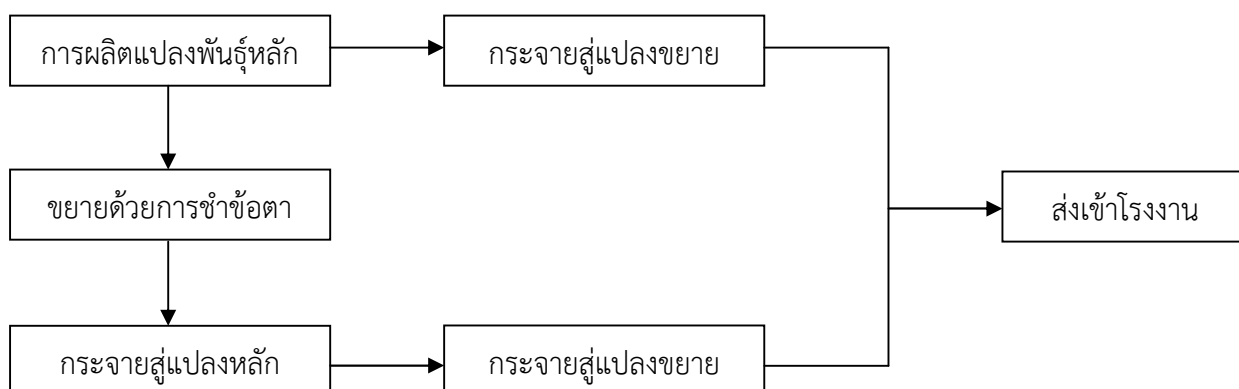 การผลิตแปลงพันธุ์หลัก
กระจายสู่แปลงขยาย
ขยายด้วยการชำข้อตา
ส่งเข้าโรงงาน
กระจายสู่แปลงหลัก
กระจายสู่แปลงขยาย